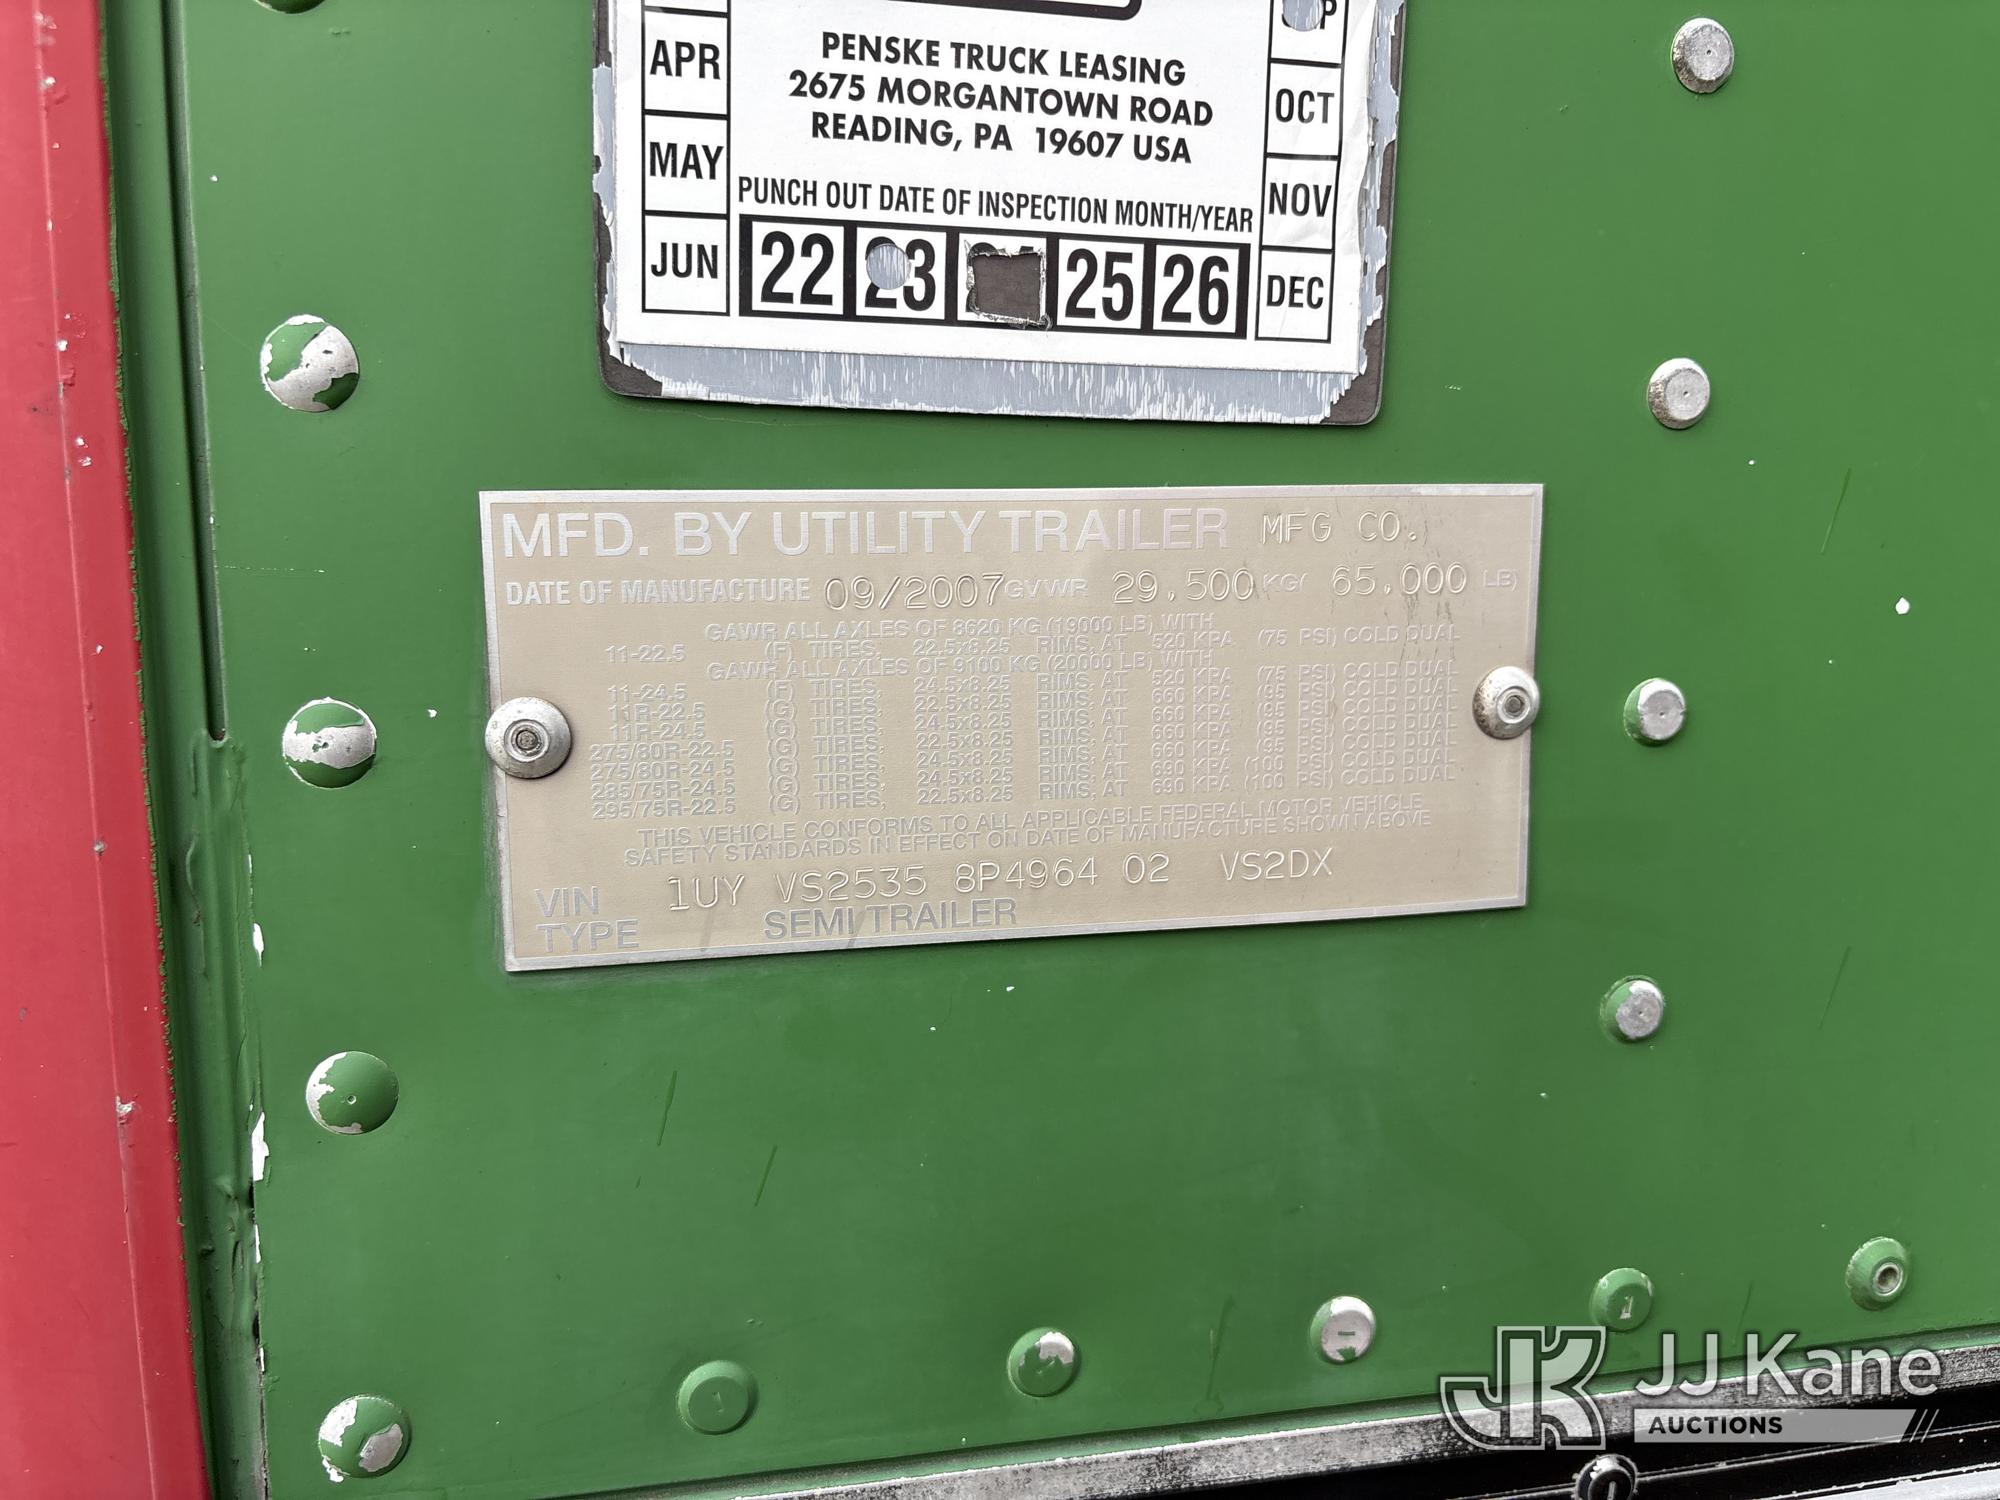 APR
MAY
JUN
PENSKE TRUCK LEASING
2675 MORGANTOWN ROAD
READING, PA 19607 USA
PUNCH OUT DATE OF INSPECTION MONTH/YEAR
22 23 25 26
OCT
NOV
DEC
MFD. BY UTILITY TRAILER MFG CO.
DATE OF MANUFACTURE 09/2007 GVWR 29,500 KG( 65,000 LB)
GAWR ALL AXLES OF 8620 KG (19000 LB) WITH
11-22.5 (F) TIRES, 22.5x8.25 RIMS, AT 520 KPA (75 PSI) COLD DUAL
GAWR ALL AXLES OF 9100 KG (20000 LB) WITH
11-24.5 (F) TIRES, 24.5x8.25 RIMS, AT 520 KPA (75 PSI) COLD DUAL
11R-22.5 (G) TIRES, 22.5x8.25 RIMS, AT 660 KPA (95 PSI) COLD DUAL
11R-24.5 (G) TIRES, 24.5x8.25 RIMS, AT 660 KPA (95 PSI) COLD DUAL
275/80R-22.5 (G) TIRES, 22.5x8.25 RIMS, AT 660 KPA (95 PSI) COLD DUAL
275/80R-24.5 (G) TIRES, 24.5x8.25 RIMS, AT 660 KPA (95 PSI) COLD DUAL
285/75R-24.5 (G) TIRES, 24.5x8.25 RIMS, AT 690 KPA (100 PSI) COLD DUAL
295/75R-22.5 (G) TIRES, 22.5x8.25 RIMS, AT 690 KPA (100 PSI) COLD DUAL
THIS VEHICLE CONFORMS TO ALL APPLICABLE FEDERAL MOTOR VEHICLE
SAFETY STANDARDS IN EFFECT ON DATE OF MANUFACTURE SHOWN ABOVE
VIN 1UY VS2535 8P4964 02 VS2DX
TYPE SEMITRAILER
JK JJ Kane
AUCTIONS